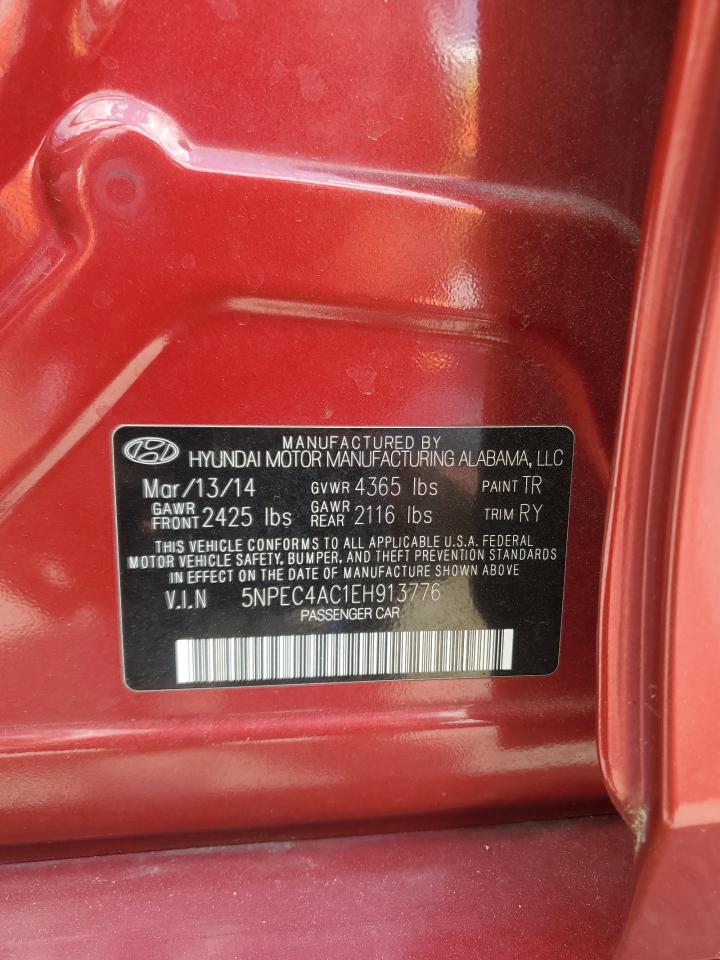 MANUFACTURED BY
HYUNDAI MOTOR MANUFACTURING ALABAMA, LLC
Mar/13/14 GVWR 4365 lbs PAINT TR
GAWR FRONT 2425 lbs GAWR REAR 2116 lbs TRIM RY
THIS VEHICLE CONFORMS TO ALL APPLICABLE U.S.A. FEDERAL
MOTOR VEHICLE SAFETY, BUMPER, AND THEFT PREVENTION STANDARDS
IN EFFECT ON THE DATE OF MANUFACTURE SHOWN ABOVE.
V.I.N 5NPEC4AC1EH913776
PASSENGER CAR